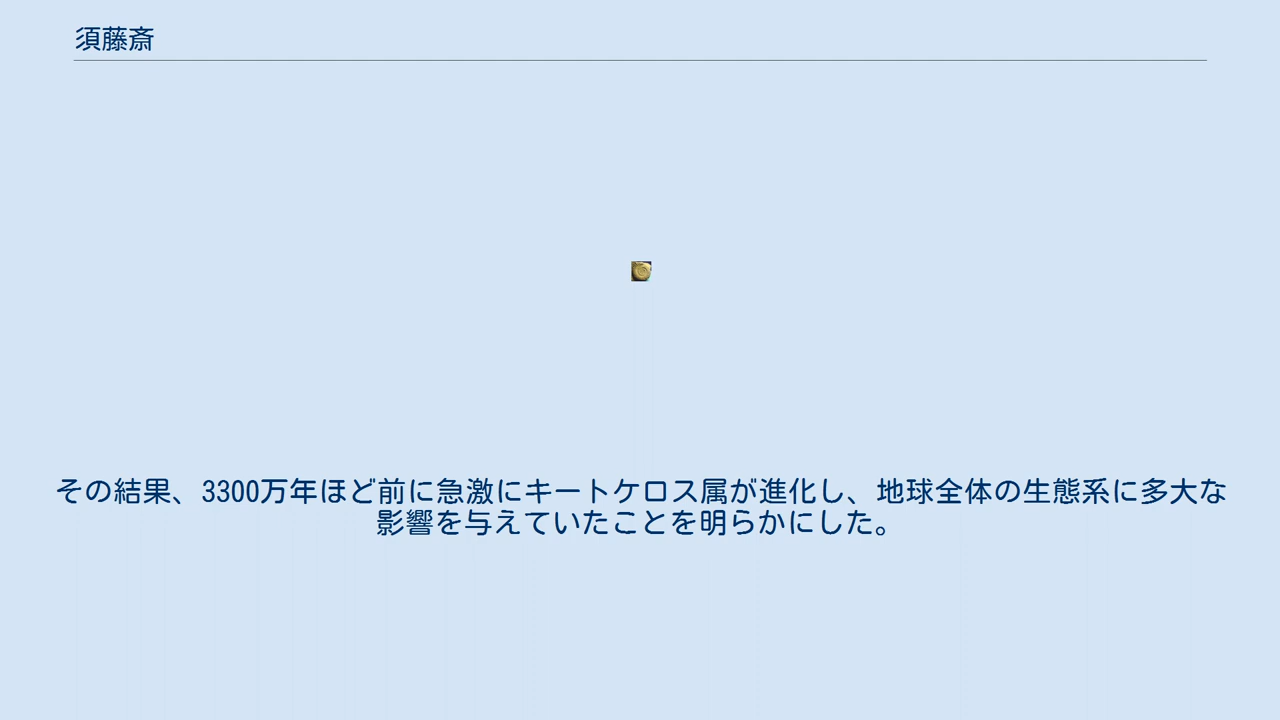 須藤斎
その結果、3300万年ほど前に急激にキートケロス属が進化し、地球全体の生態系に多大な
影響を与えていたことを明らかにした。